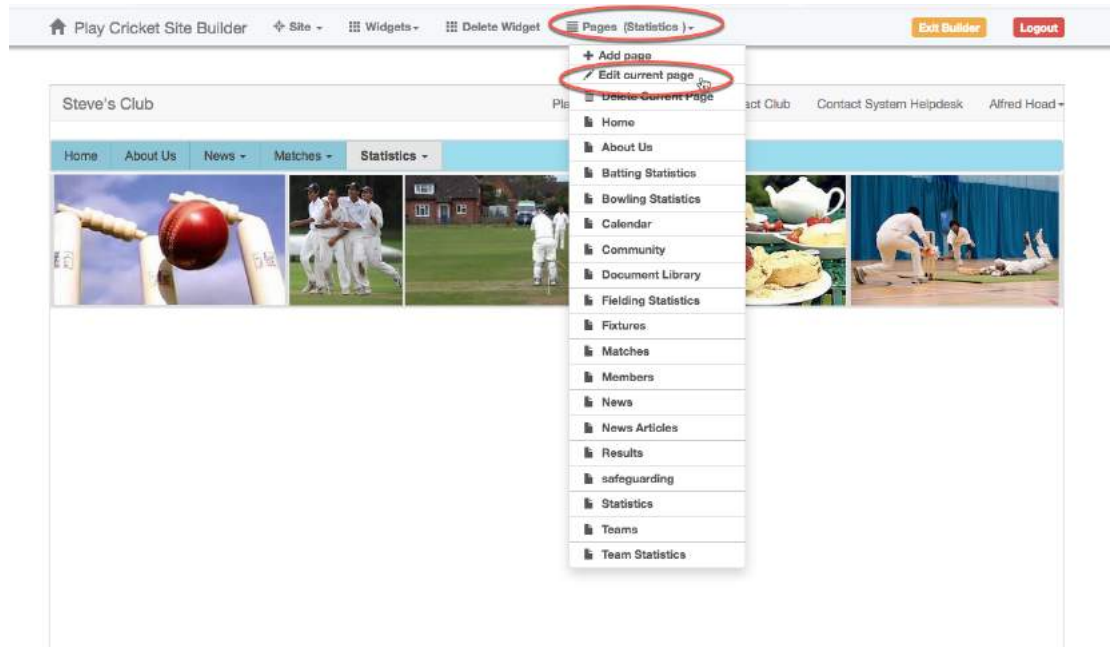 Play Cricket Site Builder Site Widgets Delete Widget Pages (Statistics ) Exit Builder Logout
Add page
Edit current page
Delete Current Page
Steve's Club Contact System Helpdesk Alfred Hoad
Home
Home About Us News Matches Statistics
About Us
Batting Statistics
Bowling Statistics
Calendar
Community
Document Library
Fielding Statistics
Fixtures
Matches
Members
News
News Articles
Results
safeguarding
Statistics
Teams
Team Statistics